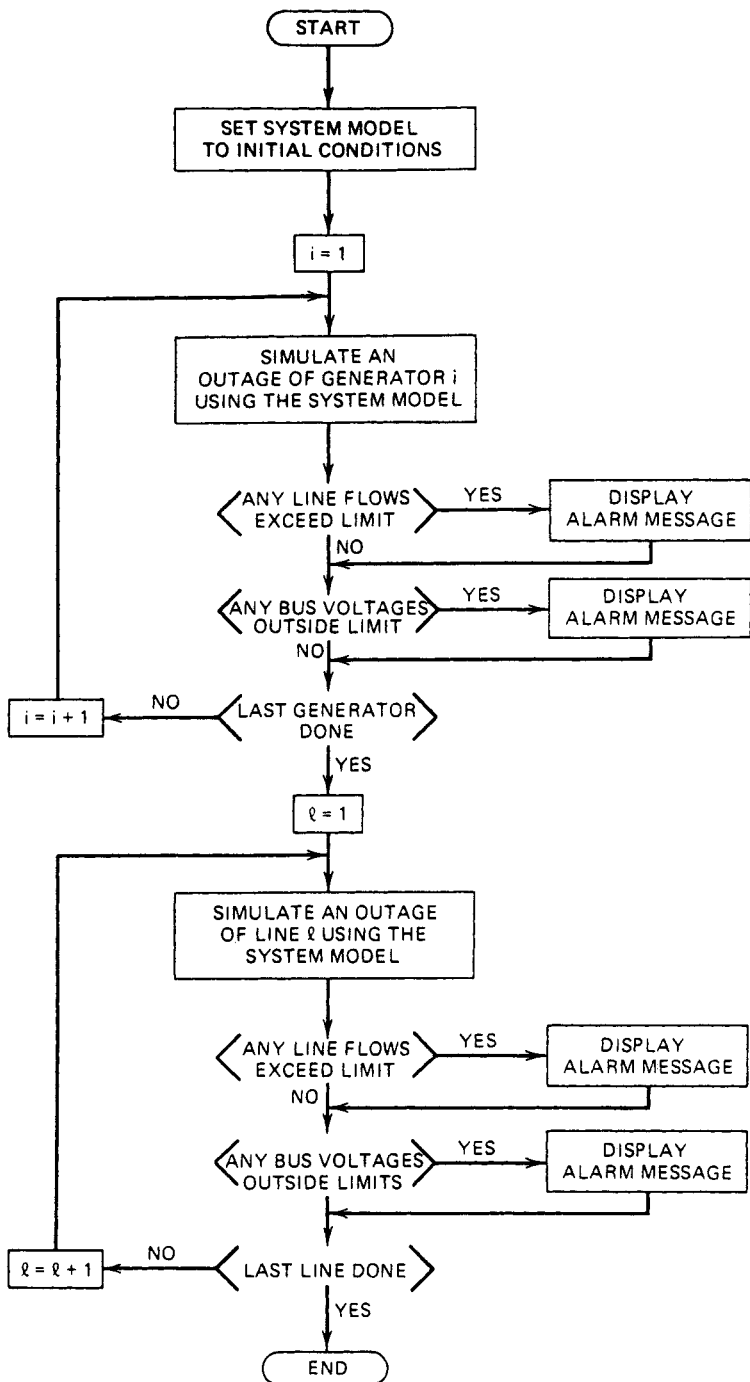 START
SET SYSTEM MODEL
TO INITIAL CONDITIONS
i = 1
SIMULATE AN
OUTAGE OF GENERATOR i
USING THE SYSTEM MODEL
ANY LINE FLOWS
EXCEED LIMIT
YES
DISPLAY
ALARM MESSAGE
NO
ANY BUS VOLTAGES
OUTSIDE LIMIT
YES
DISPLAY
ALARM MESSAGE
NO
LAST GENERATOR
DONE
NO
i = i + 1
YES
ℓ = 1
SIMULATE AN OUTAGE
OF LINE ℓ USING THE
SYSTEM MODEL
ANY LINE FLOWS
EXCEED LIMIT
YES
DISPLAY
ALARM MESSAGE
NO
ANY BUS VOLTAGES
OUTSIDE LIMITS
YES
DISPLAY
ALARM MESSAGE
LAST LINE DONE
NO
ℓ = ℓ + 1
YES
END